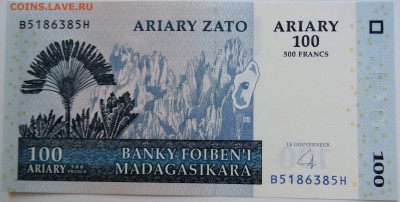 COINS.LAVE.RU
B5186385H
ARIARY ZATO
ARIARY
100
500 FRANCS
LE GOUVERNEUR
100
ARIARY 500 FRANCS
BANKY FOIBEN'I
MADAGASIKARA
B5186385H
100